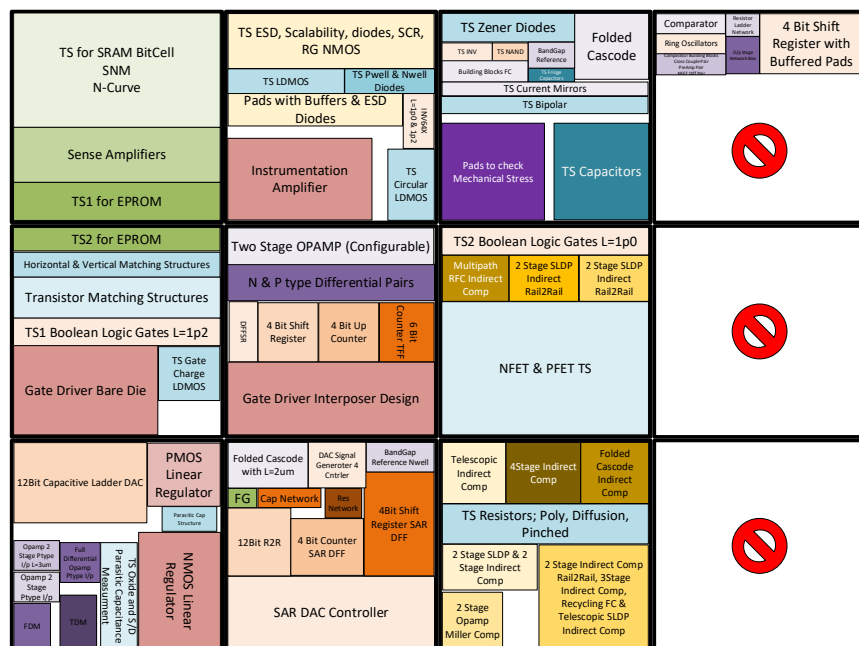 TS for SRAM BitCell
SNM
N-Curve
Sense Amplifiers
TS1 for EPROM
TS ESD, Scalability, diodes, SCR,
RG NMOS
TS LDMOS
TS Pwell & Nwell
Diodes
Pads with Buffers & ESD
Diodes
INV64X
L=1p0 & 1p2
Instrumentation
Amplifier
TS
Circular
LDMOS
TS Zener Diodes
Folded
Cascode
TS INV
TS NAND
BandGap
Reference
Building Blocks FC
TS Fringe
Capacitors
TS Current Mirrors
TS Bipolar
Pads to check
Mechanical Stress
TS Capacitors
Comparator
Resistor
Ladder
Network
4 Bit Shift
Register with
Buffered Pads
Ring Oscillators
Cross Couple Pair
PreAmp Pair
TS2 for EPROM
Horizontal & Vertical Matching Structures
Transistor Matching Structures
TS1 Boolean Logic Gates L=1p2
Gate Driver Bare Die
TS Gate
Charge
LDMOS
Two Stage OPAMP (Configurable)
N & P type Differential Pairs
DFFSR
4 Bit Shift
Register
4 Bit Up
Counter
6 Bit
Counter TFF
Gate Driver Interposer Design
TS2 Boolean Logic Gates L=1p0
Multipath
RFC Indirect
Comp
2 Stage SLDP
Indirect
Rail2Rail
2 Stage SLDP
Indirect
Rail2Rail
NFET & PFET TS
12Bit Capacitive Ladder DAC
PMOS
Linear
Regulator
Parasitic Cap
Structure
Opamp 2
Stage Ptype
I/p L=3um
Full
Differential
Opamp
Ptype I/p
Opamp 2
Stage
Ptype I/p
FDM
TDM
TS Oxide and S/D
Parasitic Capacitance
Measurment
NMOS Linear
Regulator
Folded Cascode
with L=2um
DAC Signal
Generoter 4
Cntrler
BandGap
Reference Nwell
FG
Cap Network
Res
Network
4Bit Shift
Register SAR
DFF
12Bit R2R
4 Bit Counter
SAR DFF
SAR DAC Controller
Telescopic
Indirect
Comp
4Stage Indirect
Comp
Folded
Cascode
Indirect
Comp
TS Resistors; Poly, Diffusion,
Pinched
2 Stage SLDP & 2
Stage Indirect
Comp
2 Stage
Opamp
Miller Comp
2 Stage Indirect Comp
Rail2Rail, 3Stage
Indirect Comp,
Recycling FC &
Telescopic SLDP
Indirect Comp